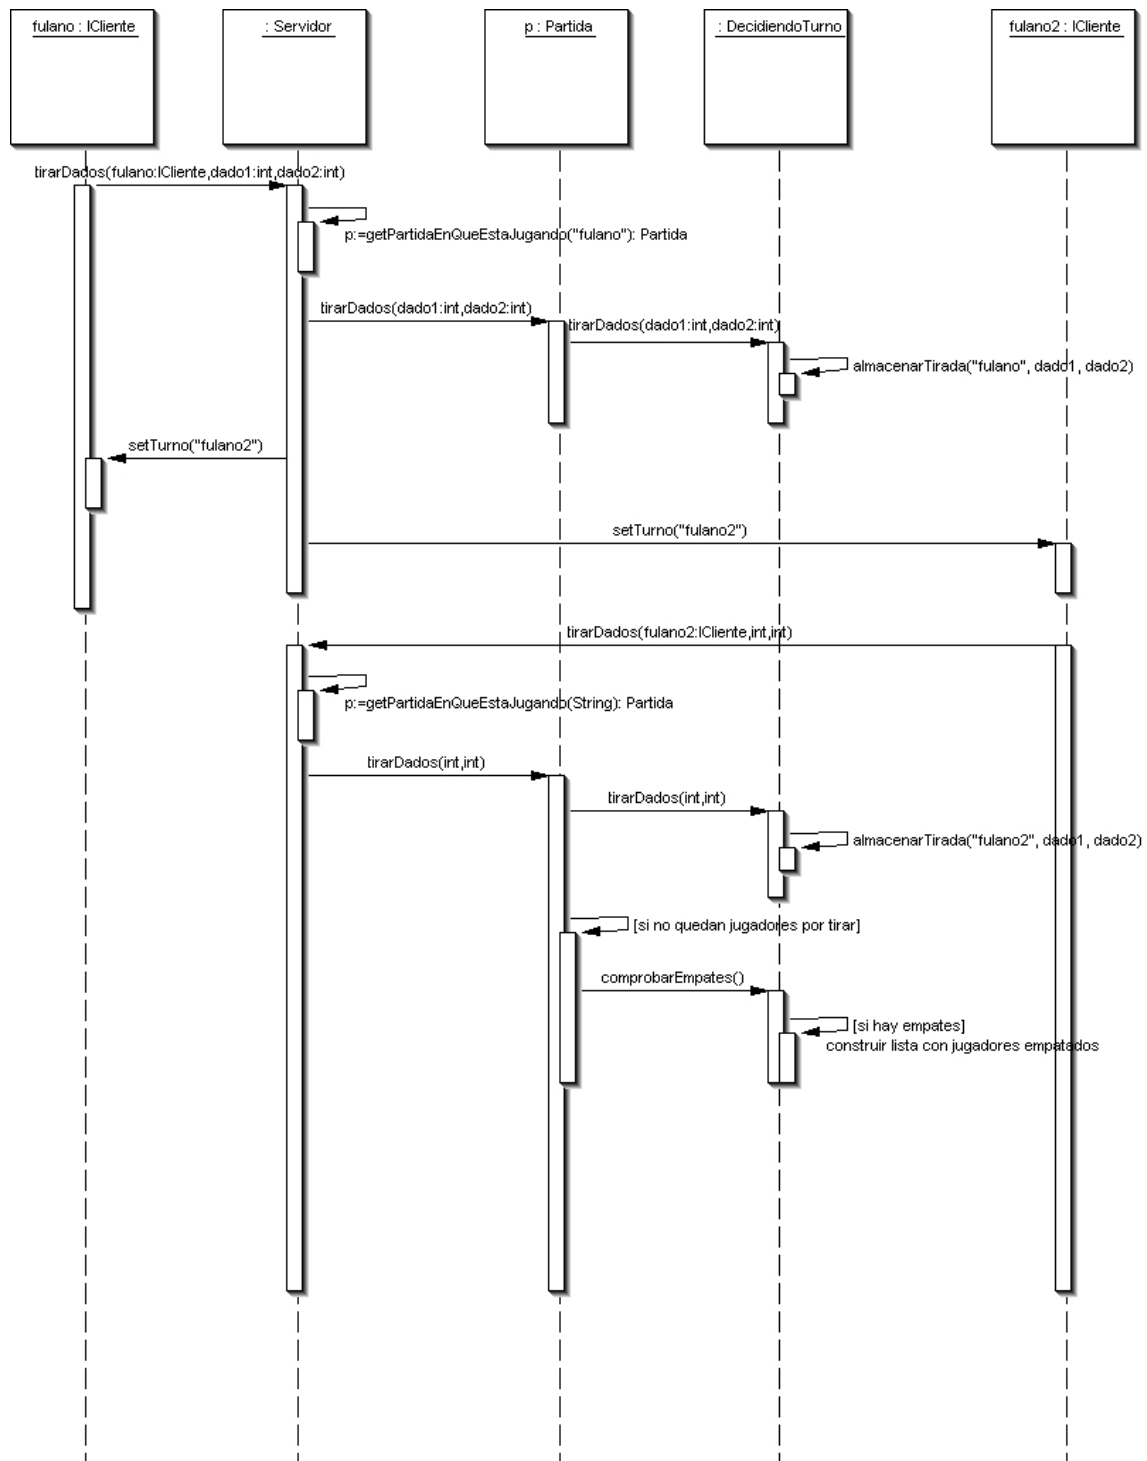 fulano : ICliente
: Servidor
p : Partida
: DecidiendoTurno
fulano2 : ICliente
tirarDados(fulano:ICliente,dado1:int,dado2:int)
p:=getPartidaEnQueEstaJugando("fulano"): Partida
tirarDados(dado1:int,dado2:int)
tirarDados(dado1:int,dado2:int)
almacenarTirada("fulano", dado1, dado2)
setTurno("fulano2")
setTurno("fulano2")
tirarDados(fulano2:ICliente,int,int)
p:=getPartidaEnQueEstaJugando(String): Partida
tirarDados(int,int)
tirarDados(int,int)
almacenarTirada("fulano2", dado1, dado2)
[si no quedan jugadores por tirar]
comprobarEmpates()
[si hay empates]
construir lista con jugadores empatados